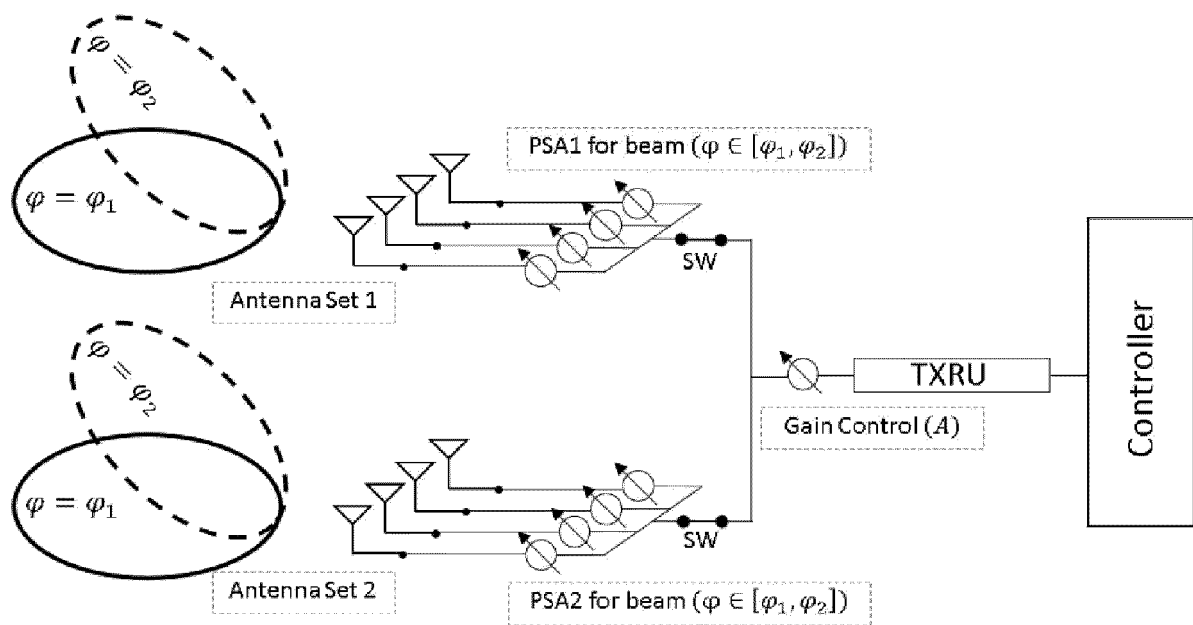 φ = φ₂
φ = φ₁
PSA1 for beam (φ ∈ [φ₁, φ₂])
SW
Antenna Set 1
Controller
TXRU
Gain Control (A)
φ = φ₂
φ = φ₁
SW
Antenna Set 2
PSA2 for beam (φ ∈ [φ₁, φ₂])